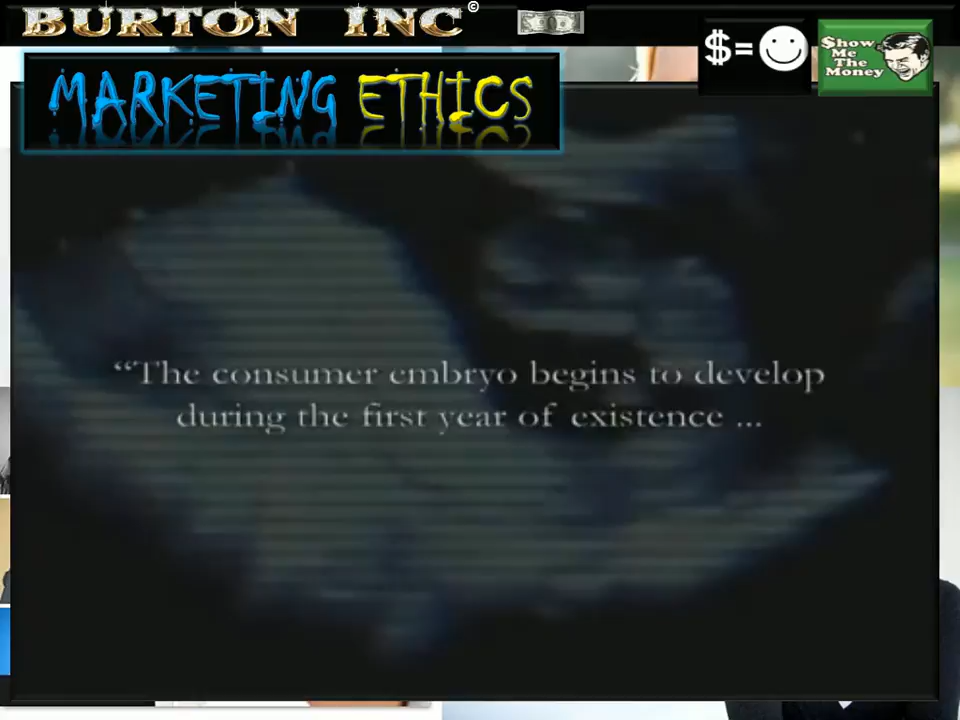 BURTON INC©
$=
Show
Me
The
Money
MARKETING ETHICS
“The consumer embryo begins to develop
during the first year of existence ...